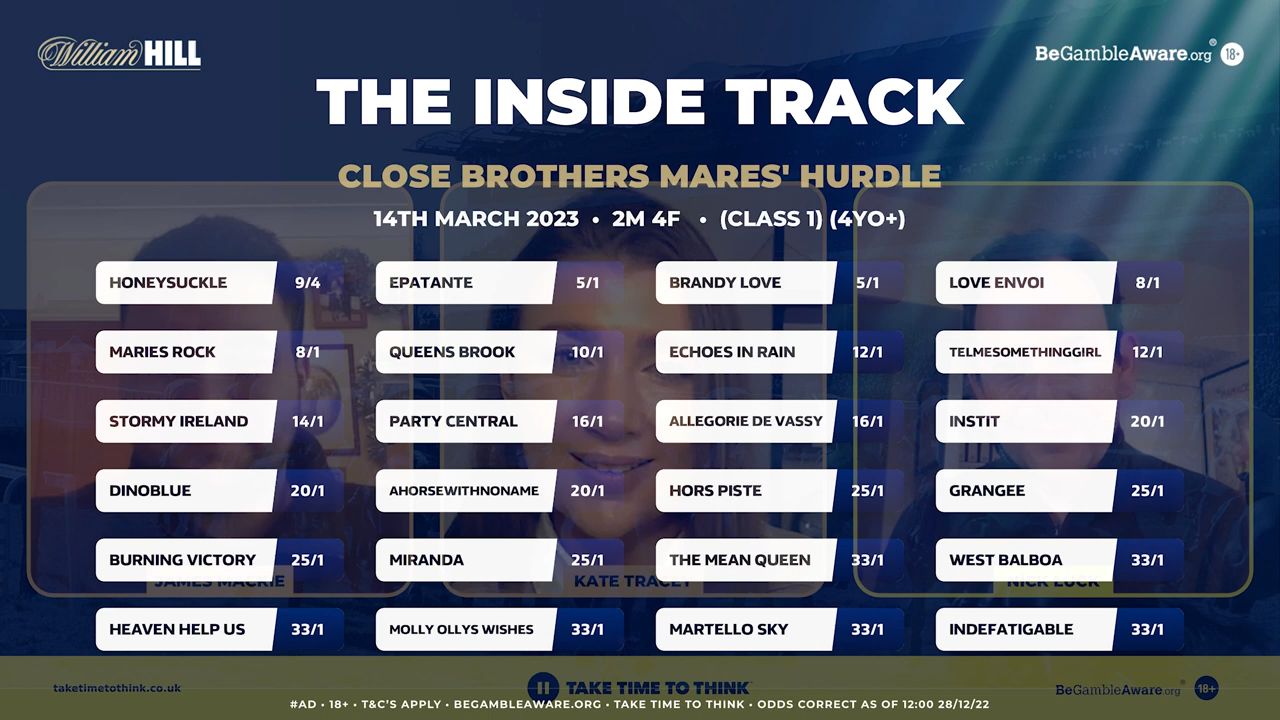 William HILL
BeGambleAware.org® 18+
THE INSIDE TRACK
CLOSE BROTHERS MARES' HURDLE
14TH MARCH 2023 • 2M 4F • (CLASS 1) (4YO+)
HONEYSUCKLE 9/4 EPATANTE 5/1 BRANDY LOVE 5/1 LOVE ENVOI 8/1
MARIES ROCK 8/1 QUEENS BROOK 10/1 ECHOES IN RAIN 12/1 TELMESOMETHINGGIRL 12/1
STORMY IRELAND 14/1 PARTY CENTRAL 16/1 ALLEGORIE DE VASSY 16/1 INSTIT 20/1
DINOBLUE 20/1 AHORSEWITHNONAME 20/1 HORS PISTE 25/1 GRANGEE 25/1
BURNING VICTORY 25/1 MIRANDA 25/1 THE MEAN QUEEN 33/1 WEST BALBOA 33/1
JAMES MACKIE KATE TRACEY NICK LUCK
HEAVEN HELP US 33/1 MOLLY OLLYS WISHES 33/1 MARTELLO SKY 33/1 INDEFATIGABLE 33/1
taketimetothink.co.uk TAKE TIME TO THINK BeGambleAware.org® 18+
#AD • 18+ • T&C'S APPLY • BEGAMBLEAWARE.ORG • TAKE TIME TO THINK • ODDS CORRECT AS OF 12:00 28/12/22